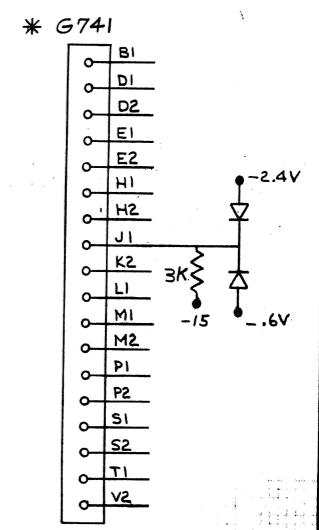 * G741
B1
D1
D2
E1
E2
H1
H2
J1
K2
L1
M1
M2
P1
P2
S1
S2
T1
V2
-2.4V
3K
-15
-.6V